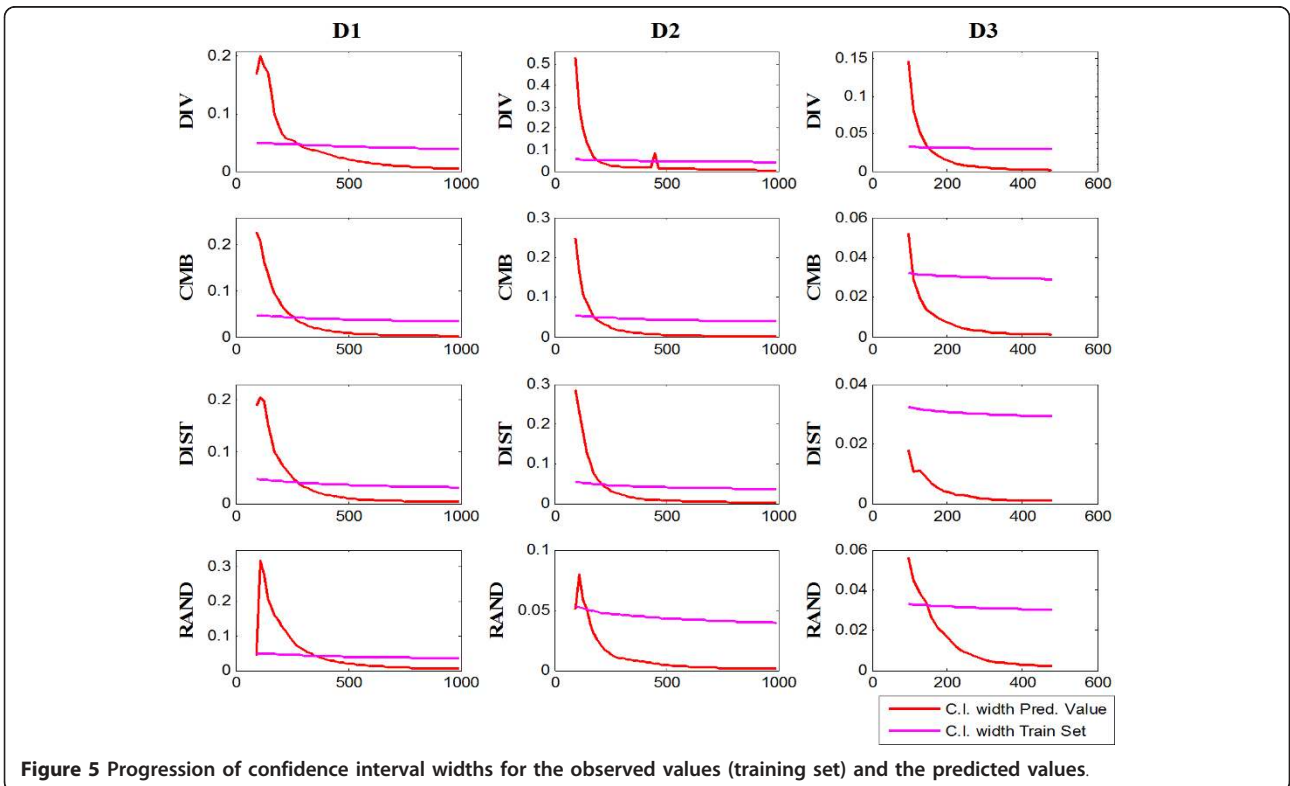 D1 D2 D3
DIV 0.2 0.1 0 0 500 1000
DIV 0.5 0.4 0.3 0.2 0.1 0 0 500 1000
DIV 0.15 0.1 0.05 0 0 200 400 600
CMB 0.2 0.1 0 0 500 1000
CMB 0.3 0.2 0.1 0 0 500 1000
CMB 0.06 0.04 0.02 0 0 200 400 600
DIST 0.2 0.1 0 0 500 1000
DIST 0.3 0.2 0.1 0 0 500 1000
DIST 0.04 0.02 0 0 200 400 600
RAND 0.3 0.2 0.1 0 0 500 1000
RAND 0.1 0.05 0 0 500 1000
RAND 0.06 0.04 0.02 0 0 200 400 600
C.I. width Pred. Value
C.I. width Train Set
Figure 5 Progression of confidence interval widths for the observed values (training set) and the predicted values.